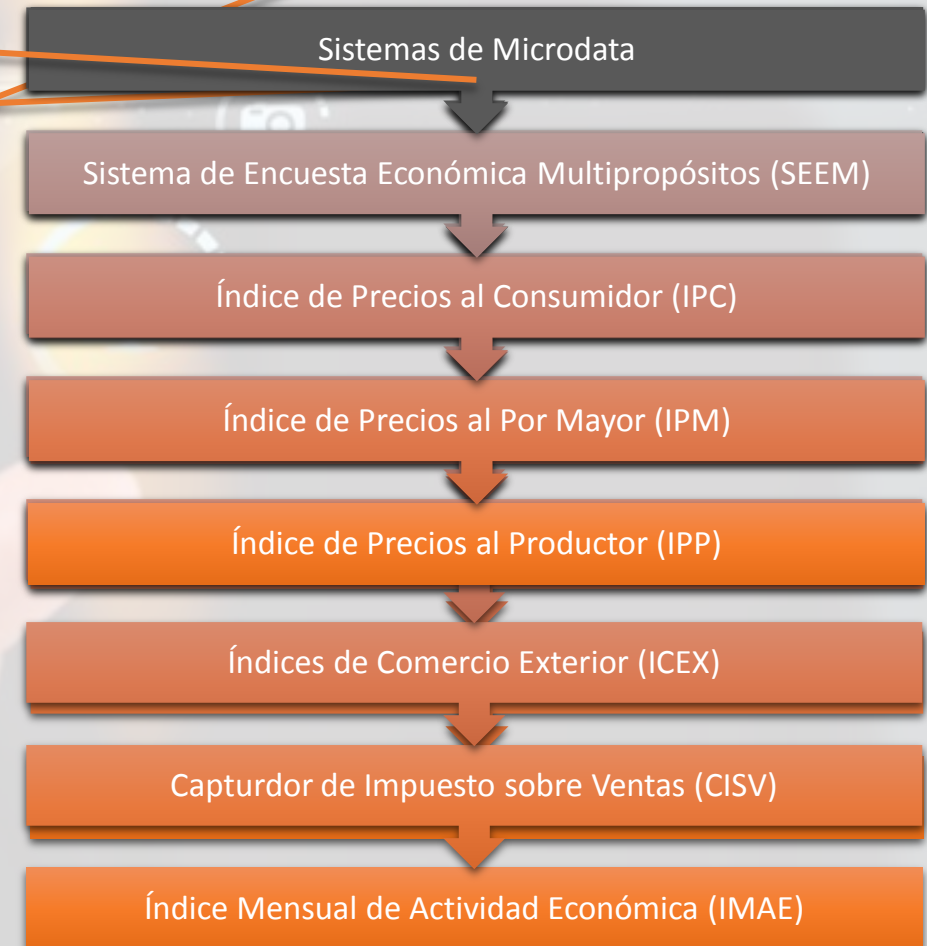 Sistemas de Microdata
Sistema de Encuesta Económica Multipropósitos (SEEM)
Índice de Precios al Consumidor (IPC)
Índice de Precios al Por Mayor (IPM)
Índice de Precios al Productor (IPP)
Índices de Comercio Exterior (ICEX)
Capturdor de Impuesto sobre Ventas (CISV)
Índice Mensual de Actividad Económica (IMAE)